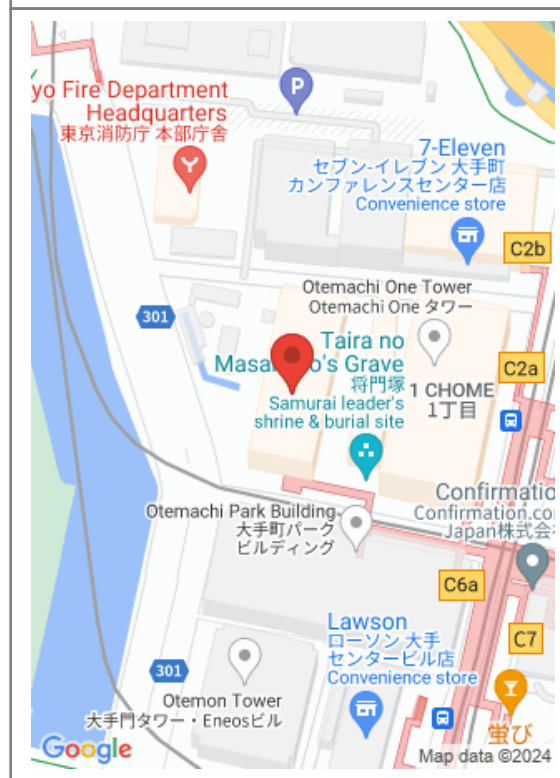 yo Fire Department
Headquarters
東京消防庁 本部庁舎
P
7-Eleven
セブン-イレブン 大手町
カンファレンスセンター店
Convenience store
C2b
Otemachi One Tower
Otemachi One タワー
301
Taira no
Masa o's Grave
将門塚
Samurai leader's
shrine & burial site
1 CHOME
1丁目
C2a
Confirmatio
Confirmation.co
Japan株式会
Otemachi Park Building
大手町パーク
ビルディング
C6a
C7
Lawson
ローソン 大手
センタービル店
Convenience store
301
Otemon Tower
大手門タワー・Eneosビル
蛍び
Google
Map data ©2024